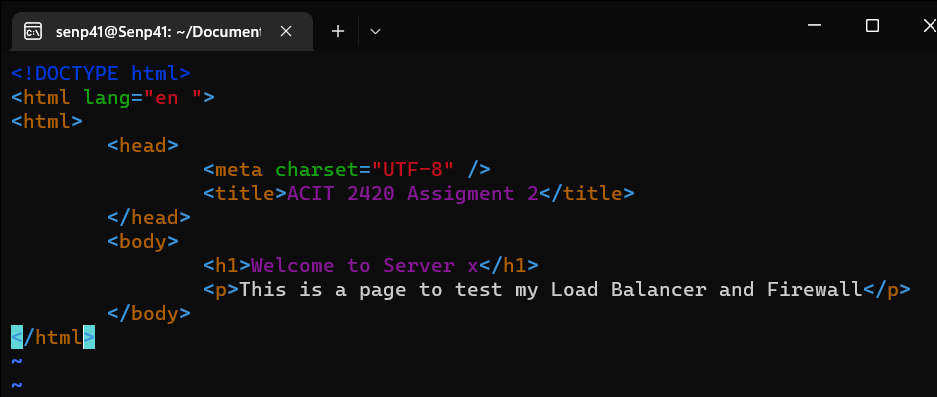 senp41@Senp41: ~/Document
<!DOCTYPE html>
<html lang="en ">
<html>
<head>
<meta charset="UTF-8" />
<title>ACIT 2420 Assigment 2</title>
</head>
<body>
<h1>Welcome to Server x</h1>
<p>This is a page to test my Load Balancer and Firewall</p>
</body>
</html>
~
~